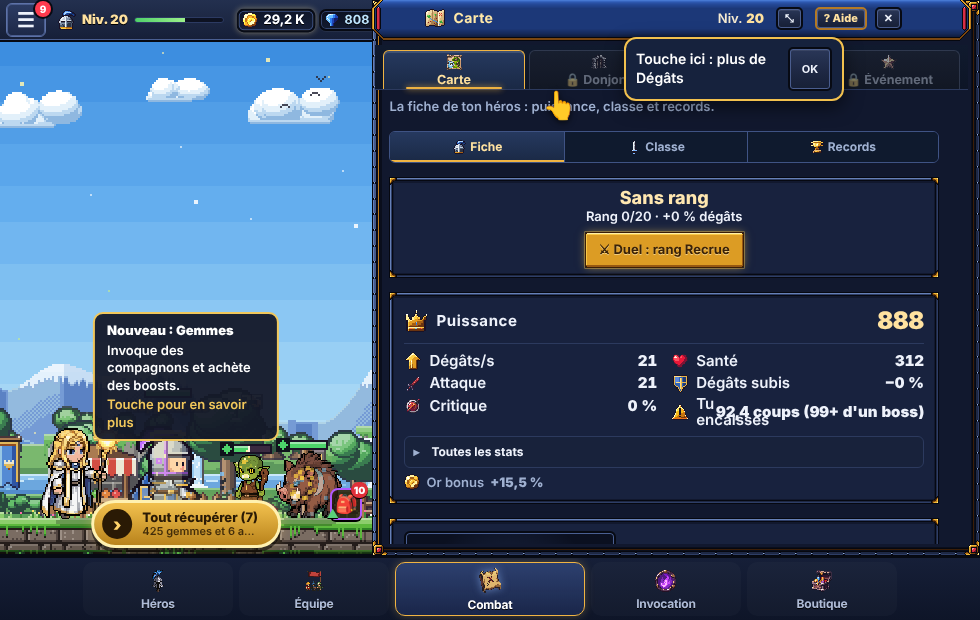 9
Niv. 20
29,2 K
808
Carte
Niv. 20
? Aide
×
Touche ici : plus de
Dégâts
OK
Carte
Donjon
Événement
La fiche de ton héros : puissance, classe et records.
Fiche
Classe
Records
Sans rang
Rang 0/20 · +0 % dégâts
Duel : rang Recrue
Puissance
888
Dégâts/s 21
Santé 312
Attaque 21
Dégâts subis −0 %
Critique 0 %
Tu encaisses 92,4 coups (99+ d'un boss)
Toutes les stats
Or bonus +15,5 %
Nouveau : Gemmes
Invoque des
compagnons et achète
des boosts.
Touche pour en savoir
plus
10
Tout récupérer (7)
425 gemmes et 6 a...
Héros
Équipe
Combat
Invocation
Boutique